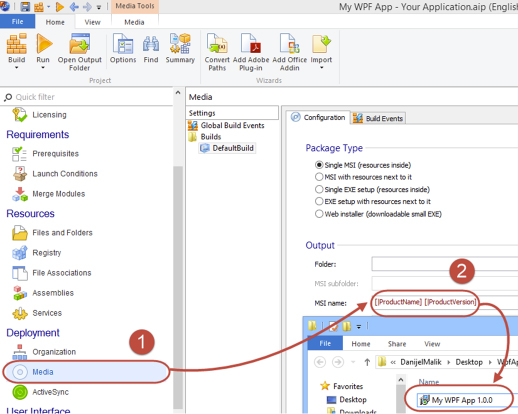 Media Tools
My WPF App - Your Application.aip (English
File
Home
View
Media
Build
Run
Open Output
Folder
Options
Find
Summary
Convert
Paths
Add Adobe
Plug-in
Add Office
Addin
Import
Project
Wizards
Quick filter
Licensing
Requirements
Prerequisites
Launch Conditions
Merge Modules
Resources
Files and Folders
Registry
File Associations
Assemblies
Services
Deployment
Organization
Media
ActiveSync
User Interface
1
Media
Settings
Global Build Events
Builds
DefaultBuild
Configuration
Build Events
Package Type
Single MSI (resources inside)
MSI with resources next to it
Single EXE setup (resources inside)
EXE setup with resources next to it
Web installer (downloadable small EXE)
Output
2
Folder:
MSI subfolder:
MSI name:
[|ProductName] [|ProductVersion]
File
Home
Share
View
DanijelMalik
Desktop
WpfAp
Favorites
Desktop
Downloads
Name
My WPF App 1.0.0